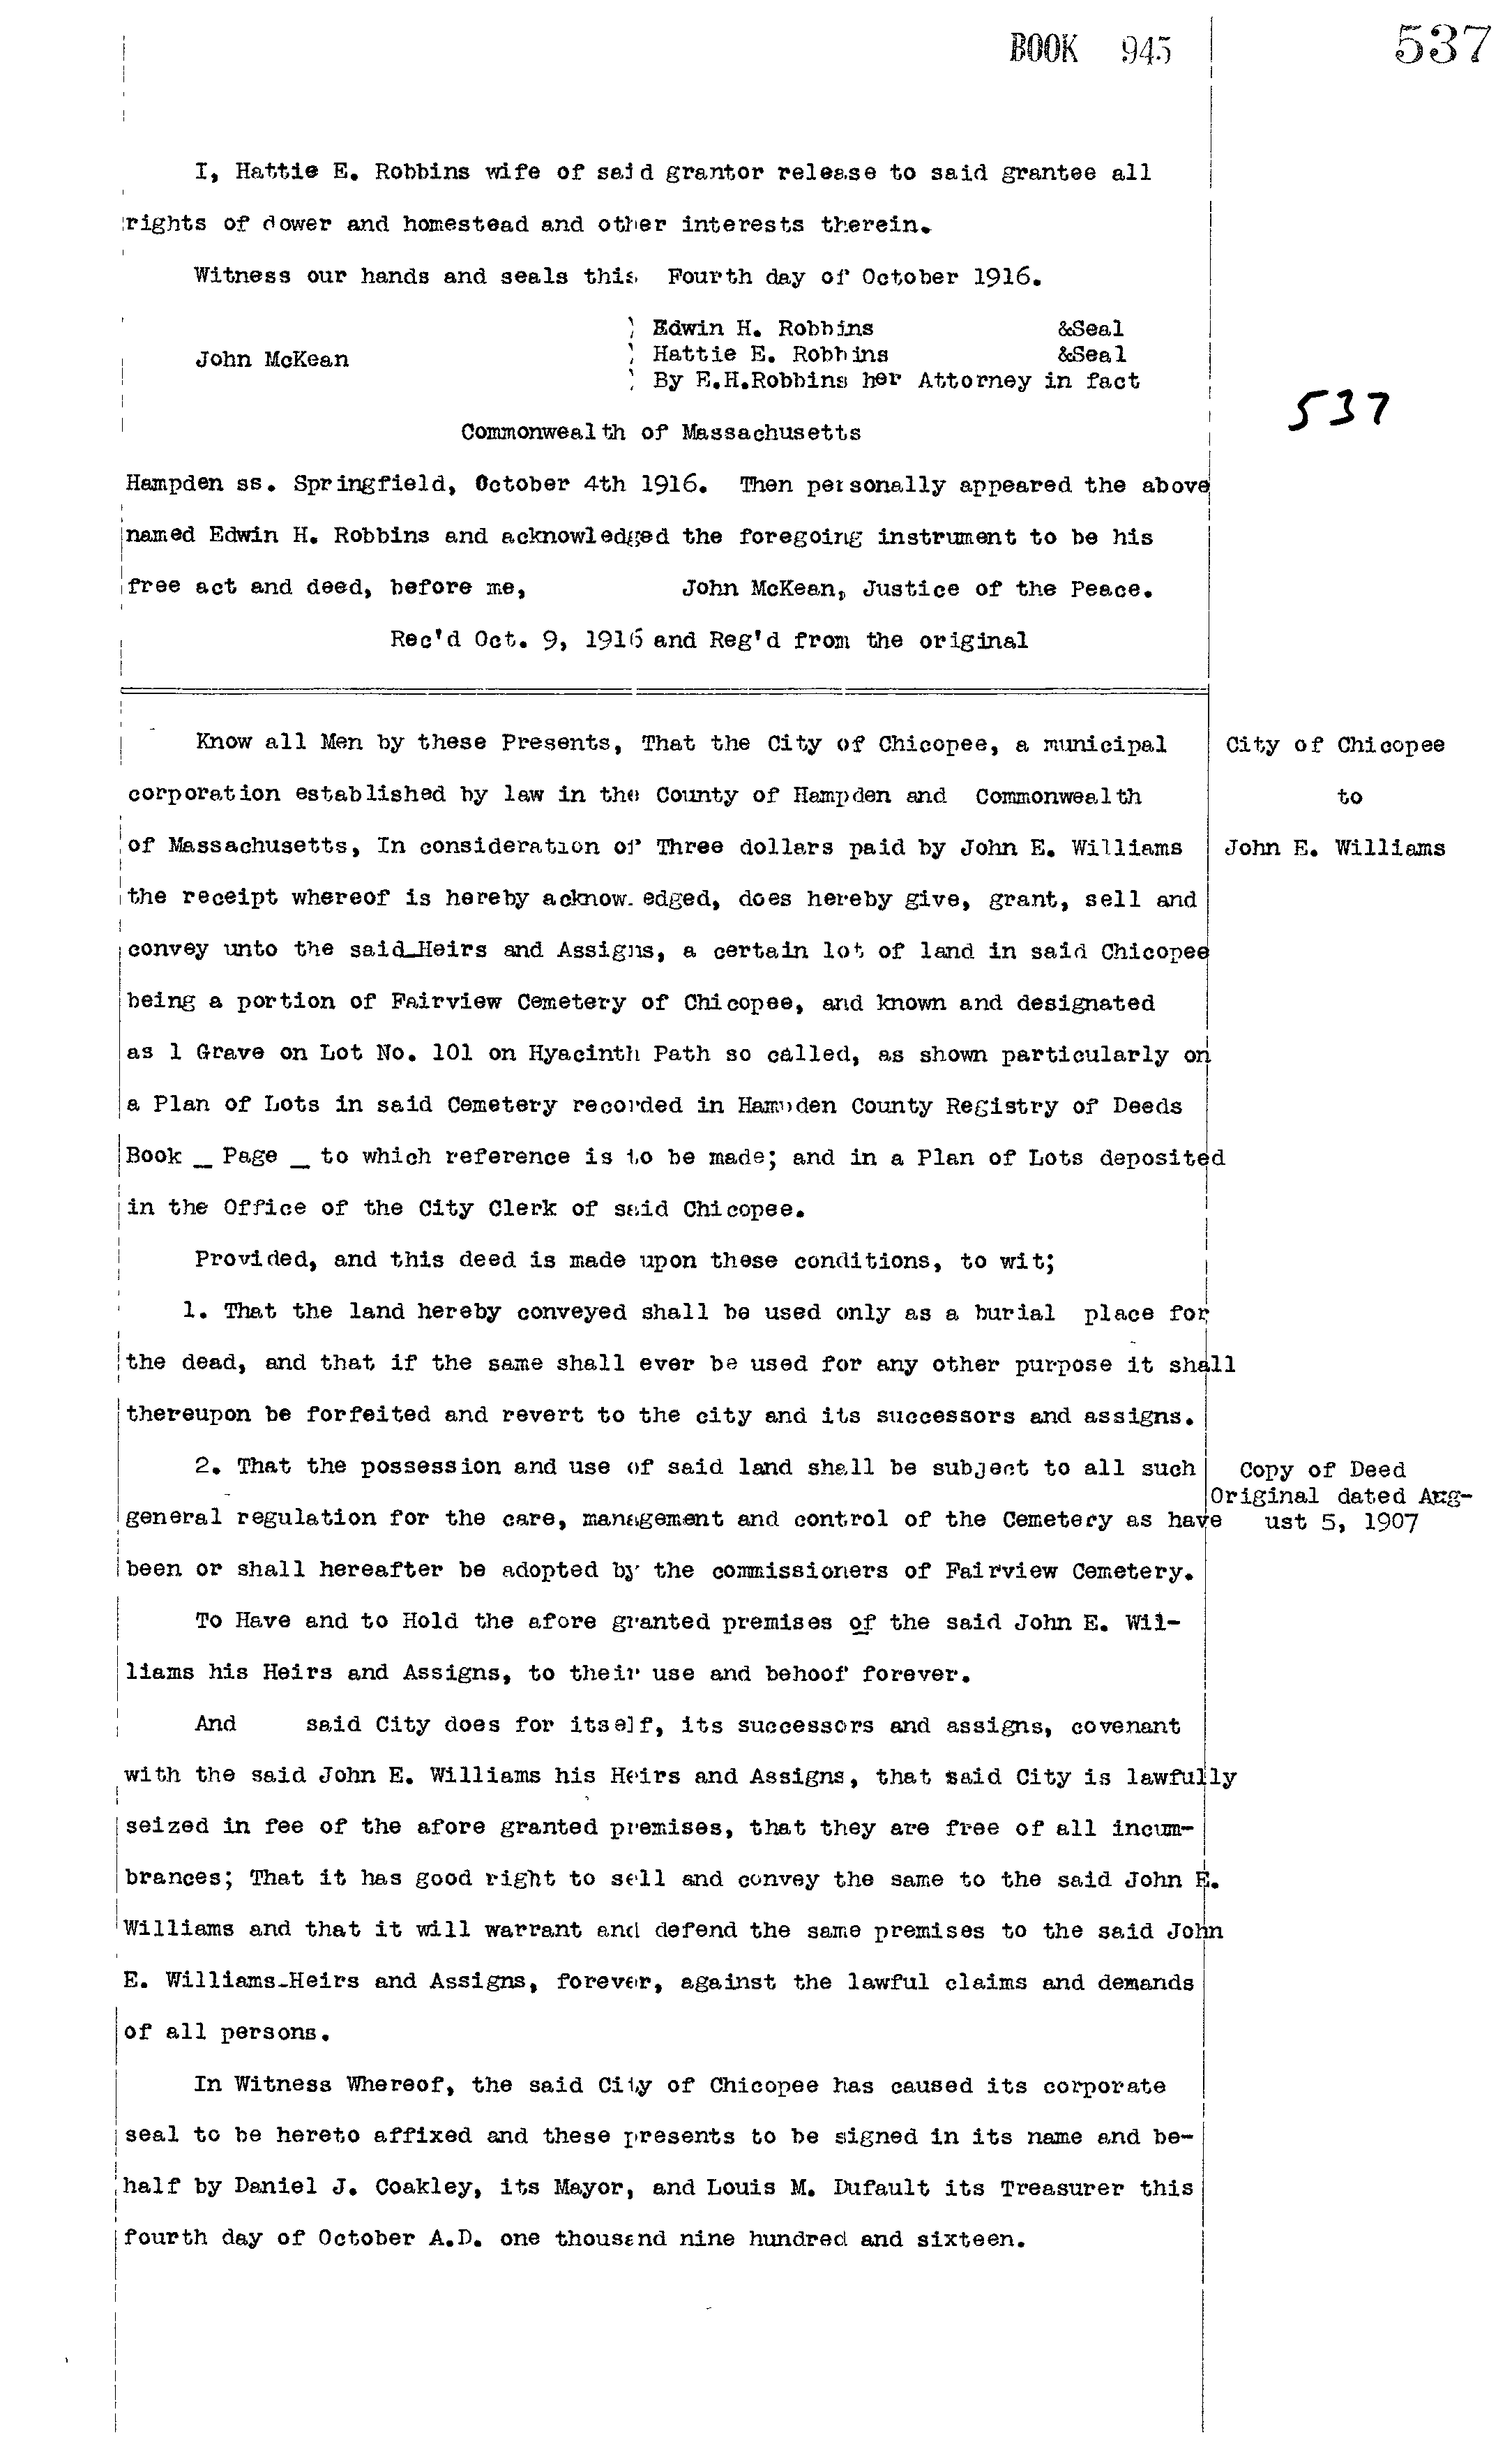 BOOK 945 537
I, Hattie E. Robbins wife of said grantor release to said grantee all
rights of dower and homestead and other interests therein.
Witness our hands and seals this Fourth day of October 1916.
) Edwin H. Robbins &Seal
John McKean ) Hattie E. Robbins &Seal
) By E.H.Robbins her Attorney in fact
537
Commonwealth of Massachusetts
Hampden ss. Springfield, October 4th 1916. Then personally appeared the above
named Edwin H. Robbins and acknowledged the foregoing instrument to be his
free act and deed, before me, John McKean, Justice of the Peace.
Rec'd Oct. 9, 1916 and Reg'd from the original
Know all Men by these Presents, That the City of Chicopee, a municipal
corporation established by law in the County of Hampden and Commonwealth
of Massachusetts, In consideration of Three dollars paid by John E. Williams
the receipt whereof is hereby acknow.edged, does hereby give, grant, sell and
convey unto the said_Heirs and Assigns, a certain lot of land in said Chicopee
being a portion of Fairview Cemetery of Chicopee, and known and designated
as 1 Grave on Lot No. 101 on Hyacinth Path so called, as shown particularly on
a Plan of Lots in said Cemetery recorded in Hampden County Registry of Deeds
Book _ Page _ to which reference is to be made; and in a Plan of Lots deposited
in the Office of the City Clerk of said Chicopee.
Provided, and this deed is made upon these conditions, to wit;
1. That the land hereby conveyed shall be used only as a burial place for
the dead, and that if the same shall ever be used for any other purpose it shall
thereupon be forfeited and revert to the city and its successors and assigns.
2. That the possession and use of said land shall be subject to all such
general regulation for the care, management and control of the Cemetery as have
been or shall hereafter be adopted by the commissioners of Fairview Cemetery.
To Have and to Hold the afore granted premises of the said John E. Wil-
liams his Heirs and Assigns, to their use and behoof forever.
And said City does for itself, its successors and assigns, covenant
with the said John E. Williams his Heirs and Assigns, that said City is lawfully
seized in fee of the afore granted premises, that they are free of all incum-
brances; That it has good right to sell and convey the same to the said John E.
Williams and that it will warrant and defend the same premises to the said John
E. Williams_Heirs and Assigns, forever, against the lawful claims and demands
of all persons.
In Witness Whereof, the said City of Chicopee has caused its corporate
seal to be hereto affixed and these presents to be signed in its name and be-
half by Daniel J. Coakley, its Mayor, and Louis M. Dufault its Treasurer this
fourth day of October A.D. one thousand nine hundred and sixteen.
City of Chicopee
to
John E. Williams
Copy of Deed
Original dated Aug-
ust 5, 1907